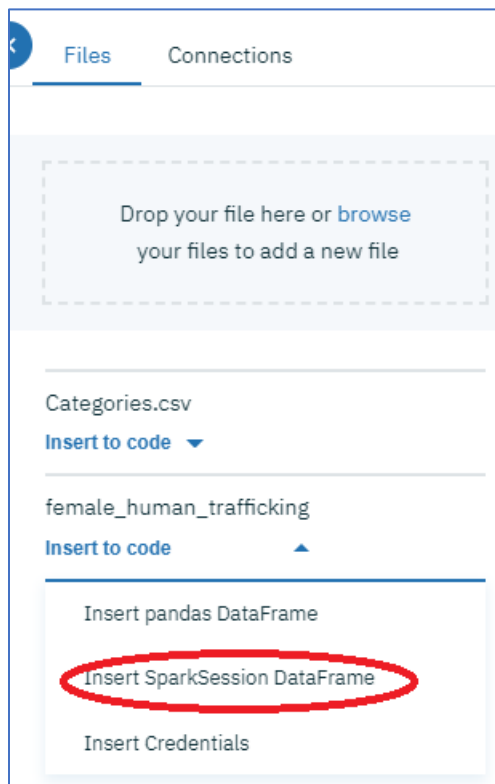 Files Connections
Drop your file here or browse
your files to add a new file
Categories.csv
Insert to code
female_human_trafficking
Insert to code
Insert pandas DataFrame
Insert SparkSession DataFrame
Insert Credentials